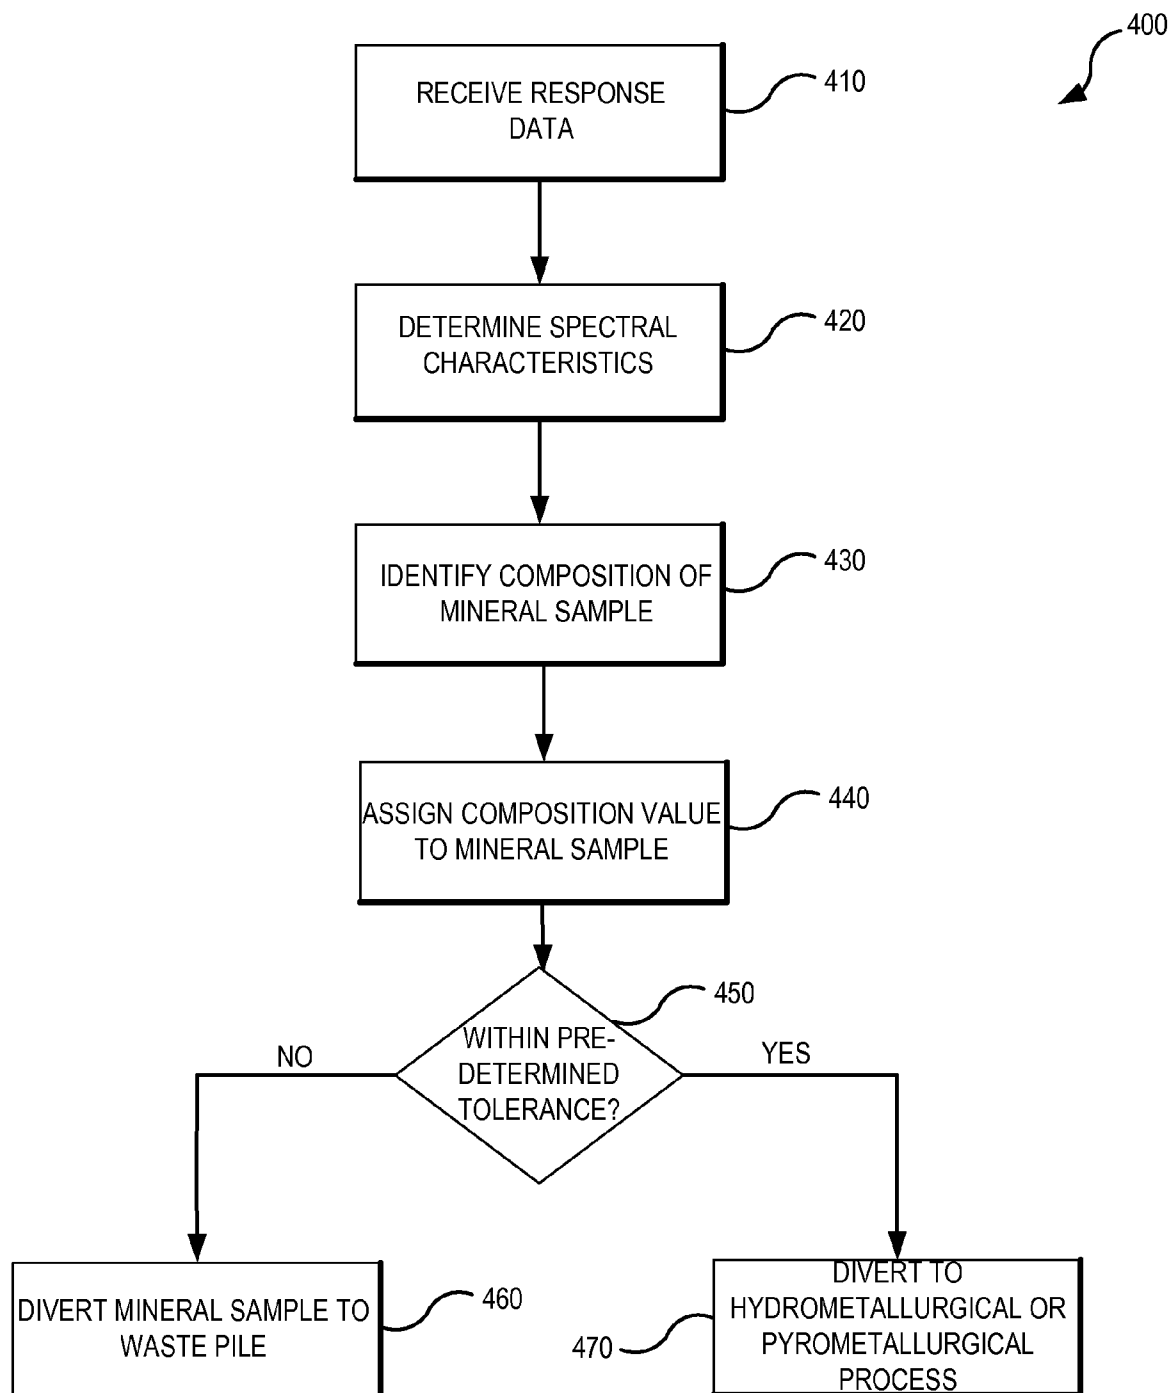 400
RECEIVE RESPONSE
DATA
410
DETERMINE SPECTRAL
CHARACTERISTICS
420
IDENTIFY COMPOSITION OF
MINERAL SAMPLE
430
ASSIGN COMPOSITION VALUE
TO MINERAL SAMPLE
440
450
WITHIN PRE-
DETERMINED
TOLERANCE?
NO
YES
DIVERT MINERAL SAMPLE TO
WASTE PILE
460
470
DIVERT TO
HYDROMETALLURGICAL OR
PYROMETALLURGICAL
PROCESS